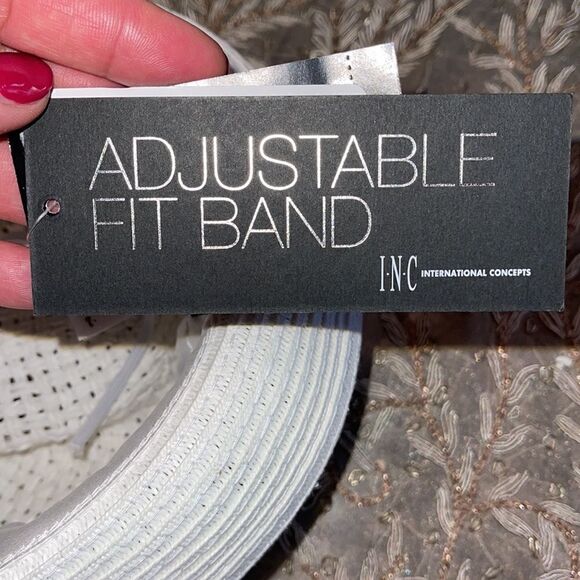 ADJUSTABLE
FIT BAND
I·N·C INTERNATIONAL CONCEPTS